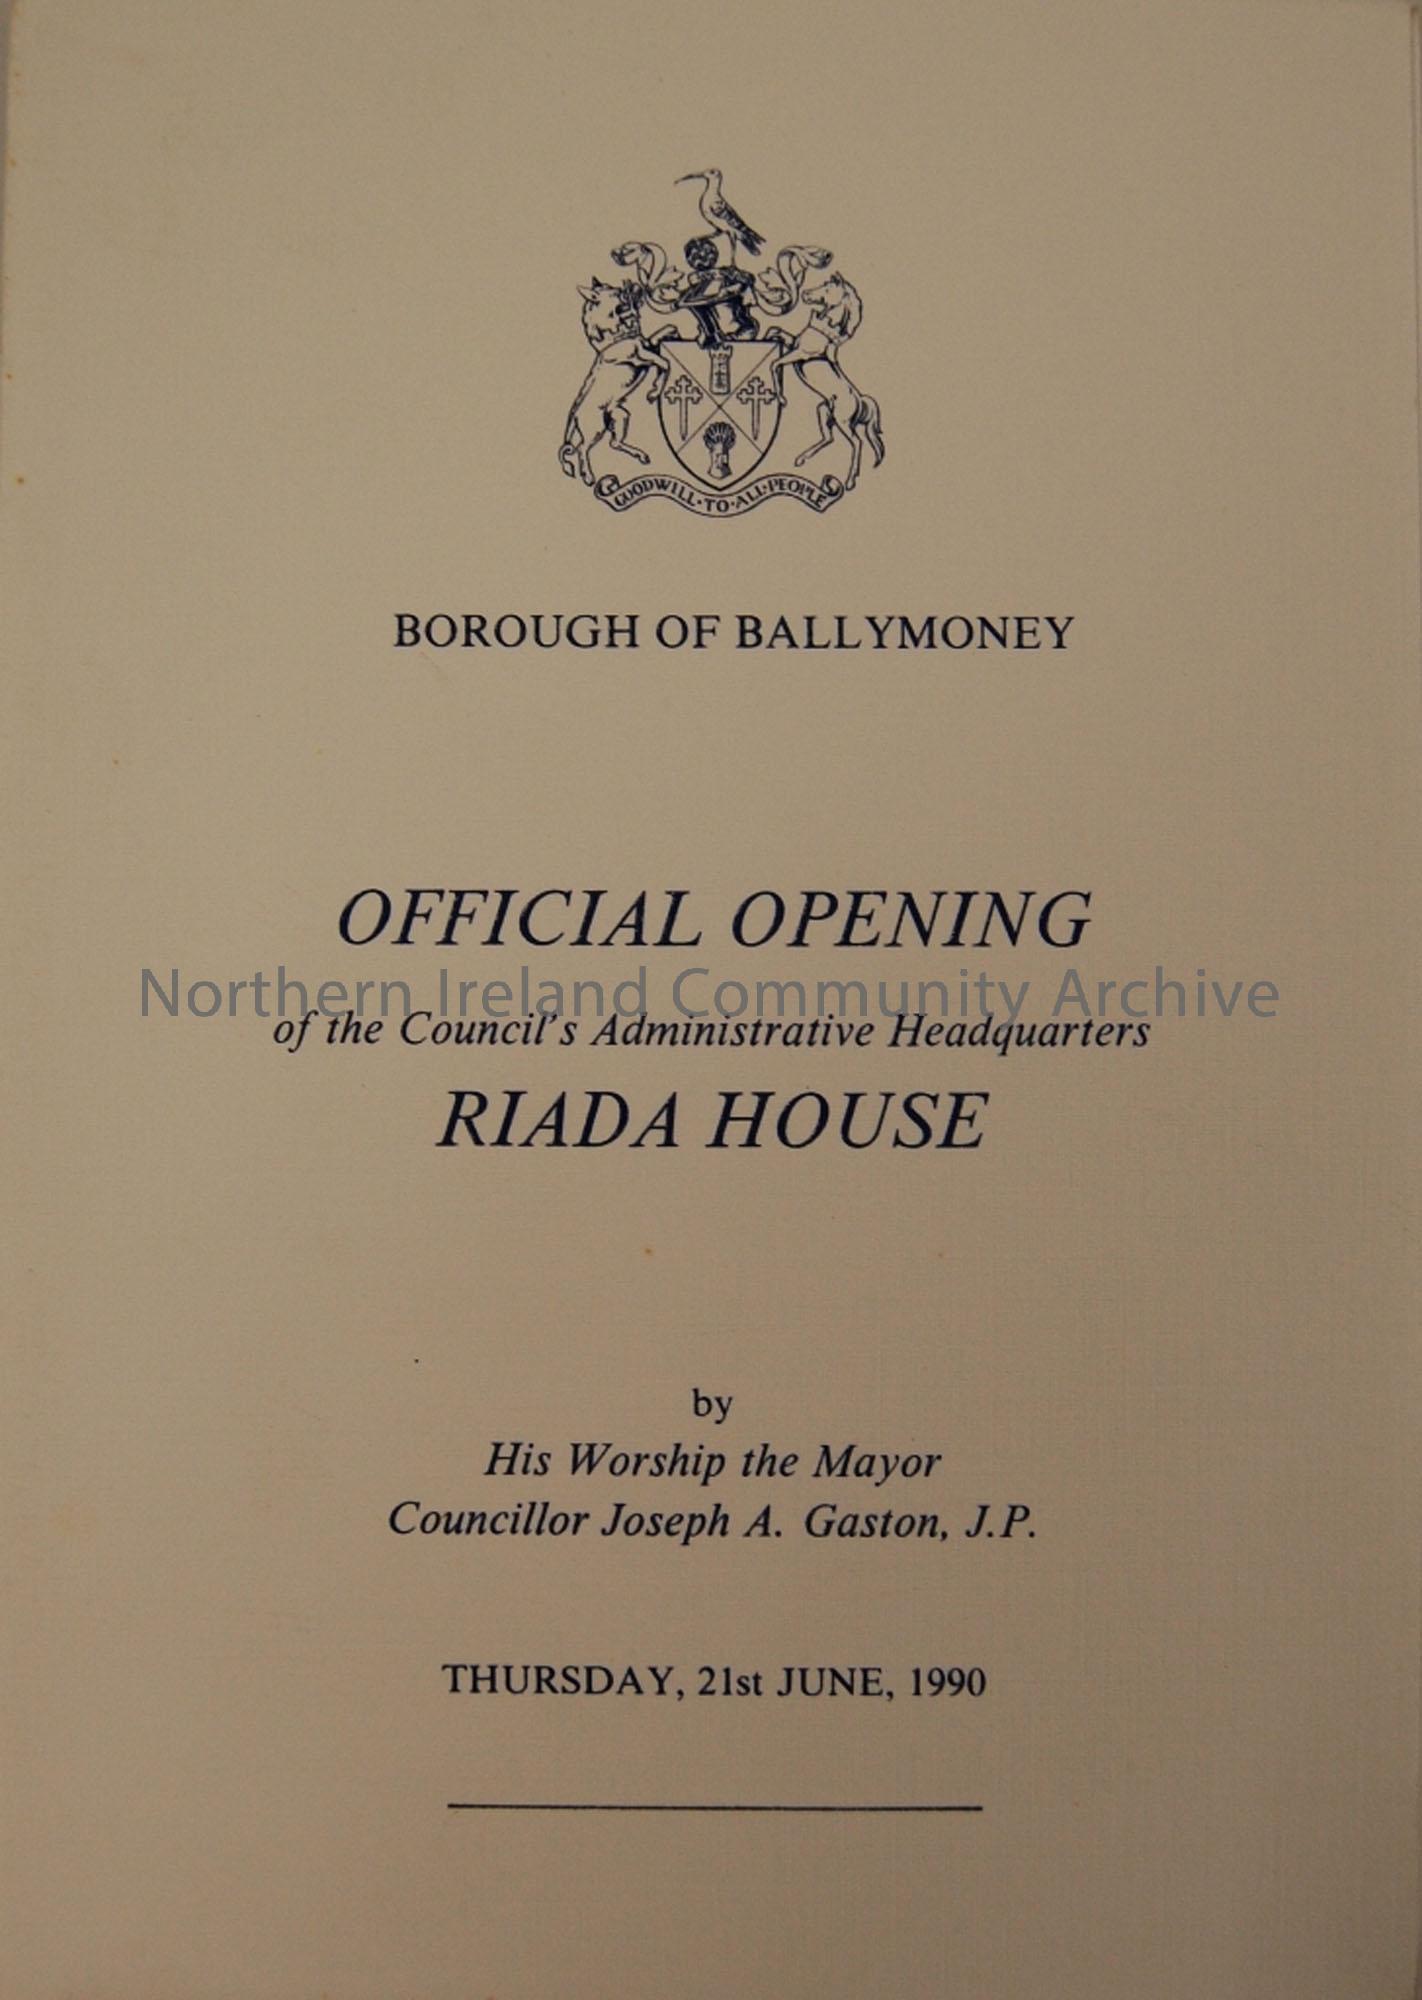 GOODWILL·TO·ALL·PEOPLE
BOROUGH OF BALLYMONEY
OFFICIAL OPENING
Northern Ireland Community Archive
of the Council's Administrative Headquarters
RIADA HOUSE
by
His Worship the Mayor
Councillor Joseph A. Gaston, J.P.
THURSDAY, 21st JUNE, 1990